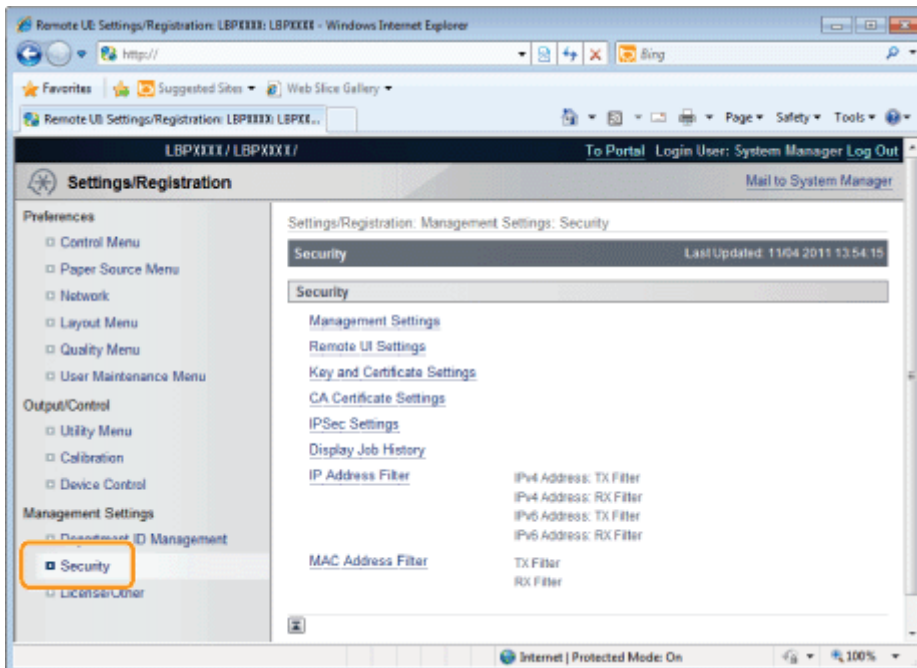 Remote UI: Settings/Registration: LBPXXXX: LBPXXXX - Windows Internet Explorer
http://
Bing
Favorites Suggested Sites Web Slice Gallery
Remote UI: Settings/Registration: LBPXXXX: LBPXX...
Page Safety Tools
LBPXXXX / LBPXXXX /
To Portal Login User: System Manager Log Out
Settings/Registration
Mail to System Manager
Preferences
Control Menu
Paper Source Menu
Network
Layout Menu
Quality Menu
User Maintenance Menu
Output/Control
Utility Menu
Calibration
Device Control
Management Settings
Department ID Management
Security
License/Other
Settings/Registration: Management Settings: Security
Security Last Updated: 11/04 2011 13:54:15
Security
Management Settings
Remote UI Settings
Key and Certificate Settings
CA Certificate Settings
IPSec Settings
Display Job History
IP Address Filter
IPv4 Address: TX Filter
IPv4 Address: RX Filter
IPv6 Address: TX Filter
IPv6 Address: RX Filter
MAC Address Filter
TX Filter
RX Filter
Internet | Protected Mode: On
100%